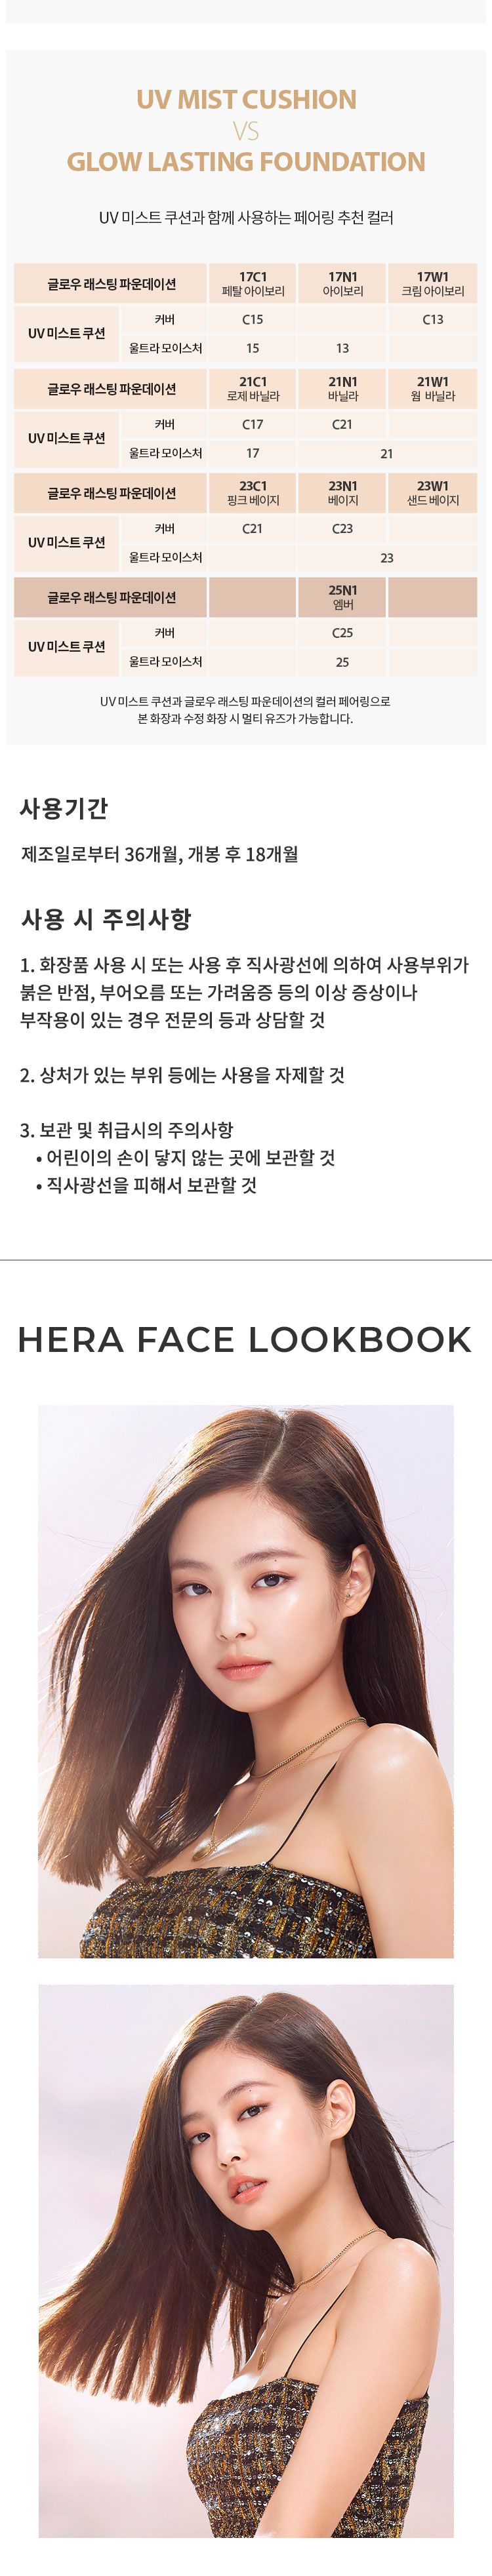 UV MIST CUSHION
VS
GLOW LASTING FOUNDATION
UV 미스트 쿠션과 함께 사용하는 페어링 추천 컬러
글로우 래스팅 파운데이션 17C1 페탈 아이보리 17N1 아이보리 17W1 크림 아이보리
UV 미스트 쿠션 커버 C15 C13
울트라 모이스처 15 13
글로우 래스팅 파운데이션 21C1 로제 바닐라 21N1 바닐라 21W1 웜 바닐라
UV 미스트 쿠션 커버 C17 C21
울트라 모이스처 17 21
글로우 래스팅 파운데이션 23C1 핑크 베이지 23N1 베이지 23W1 샌드 베이지
UV 미스트 쿠션 커버 C21 C23
울트라 모이스처 23
글로우 래스팅 파운데이션 25N1 엠버
UV 미스트 쿠션 커버 C25
울트라 모이스처 25
UV 미스트 쿠션과 글로우 래스팅 파운데이션의 컬러 페어링으로
본 화장과 수정 화장 시 멀티 유즈가 가능합니다.
사용기간
제조일로부터 36개월, 개봉 후 18개월
사용 시 주의사항
1. 화장품 사용 시 또는 사용 후 직사광선에 의하여 사용부위가
붉은 반점, 부어오름 또는 가려움증 등의 이상 증상이나
부작용이 있는 경우 전문의 등과 상담할 것
2. 상처가 있는 부위 등에는 사용을 자제할 것
3. 보관 및 취급시의 주의사항
• 어린이의 손이 닿지 않는 곳에 보관할 것
• 직사광선을 피해서 보관할 것
HERA FACE LOOKBOOK